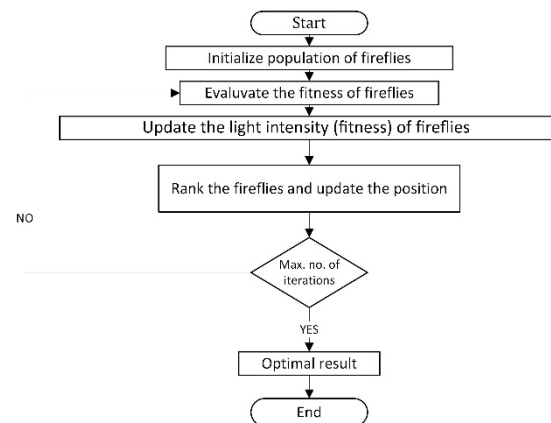 Start
Initialize population of fireflies
Evaluvate the fitness of fireflies
Update the light intensity (fitness) of fireflies
Rank the fireflies and update the position
NO
Max. no. of
iterations
YES
Optimal result
End